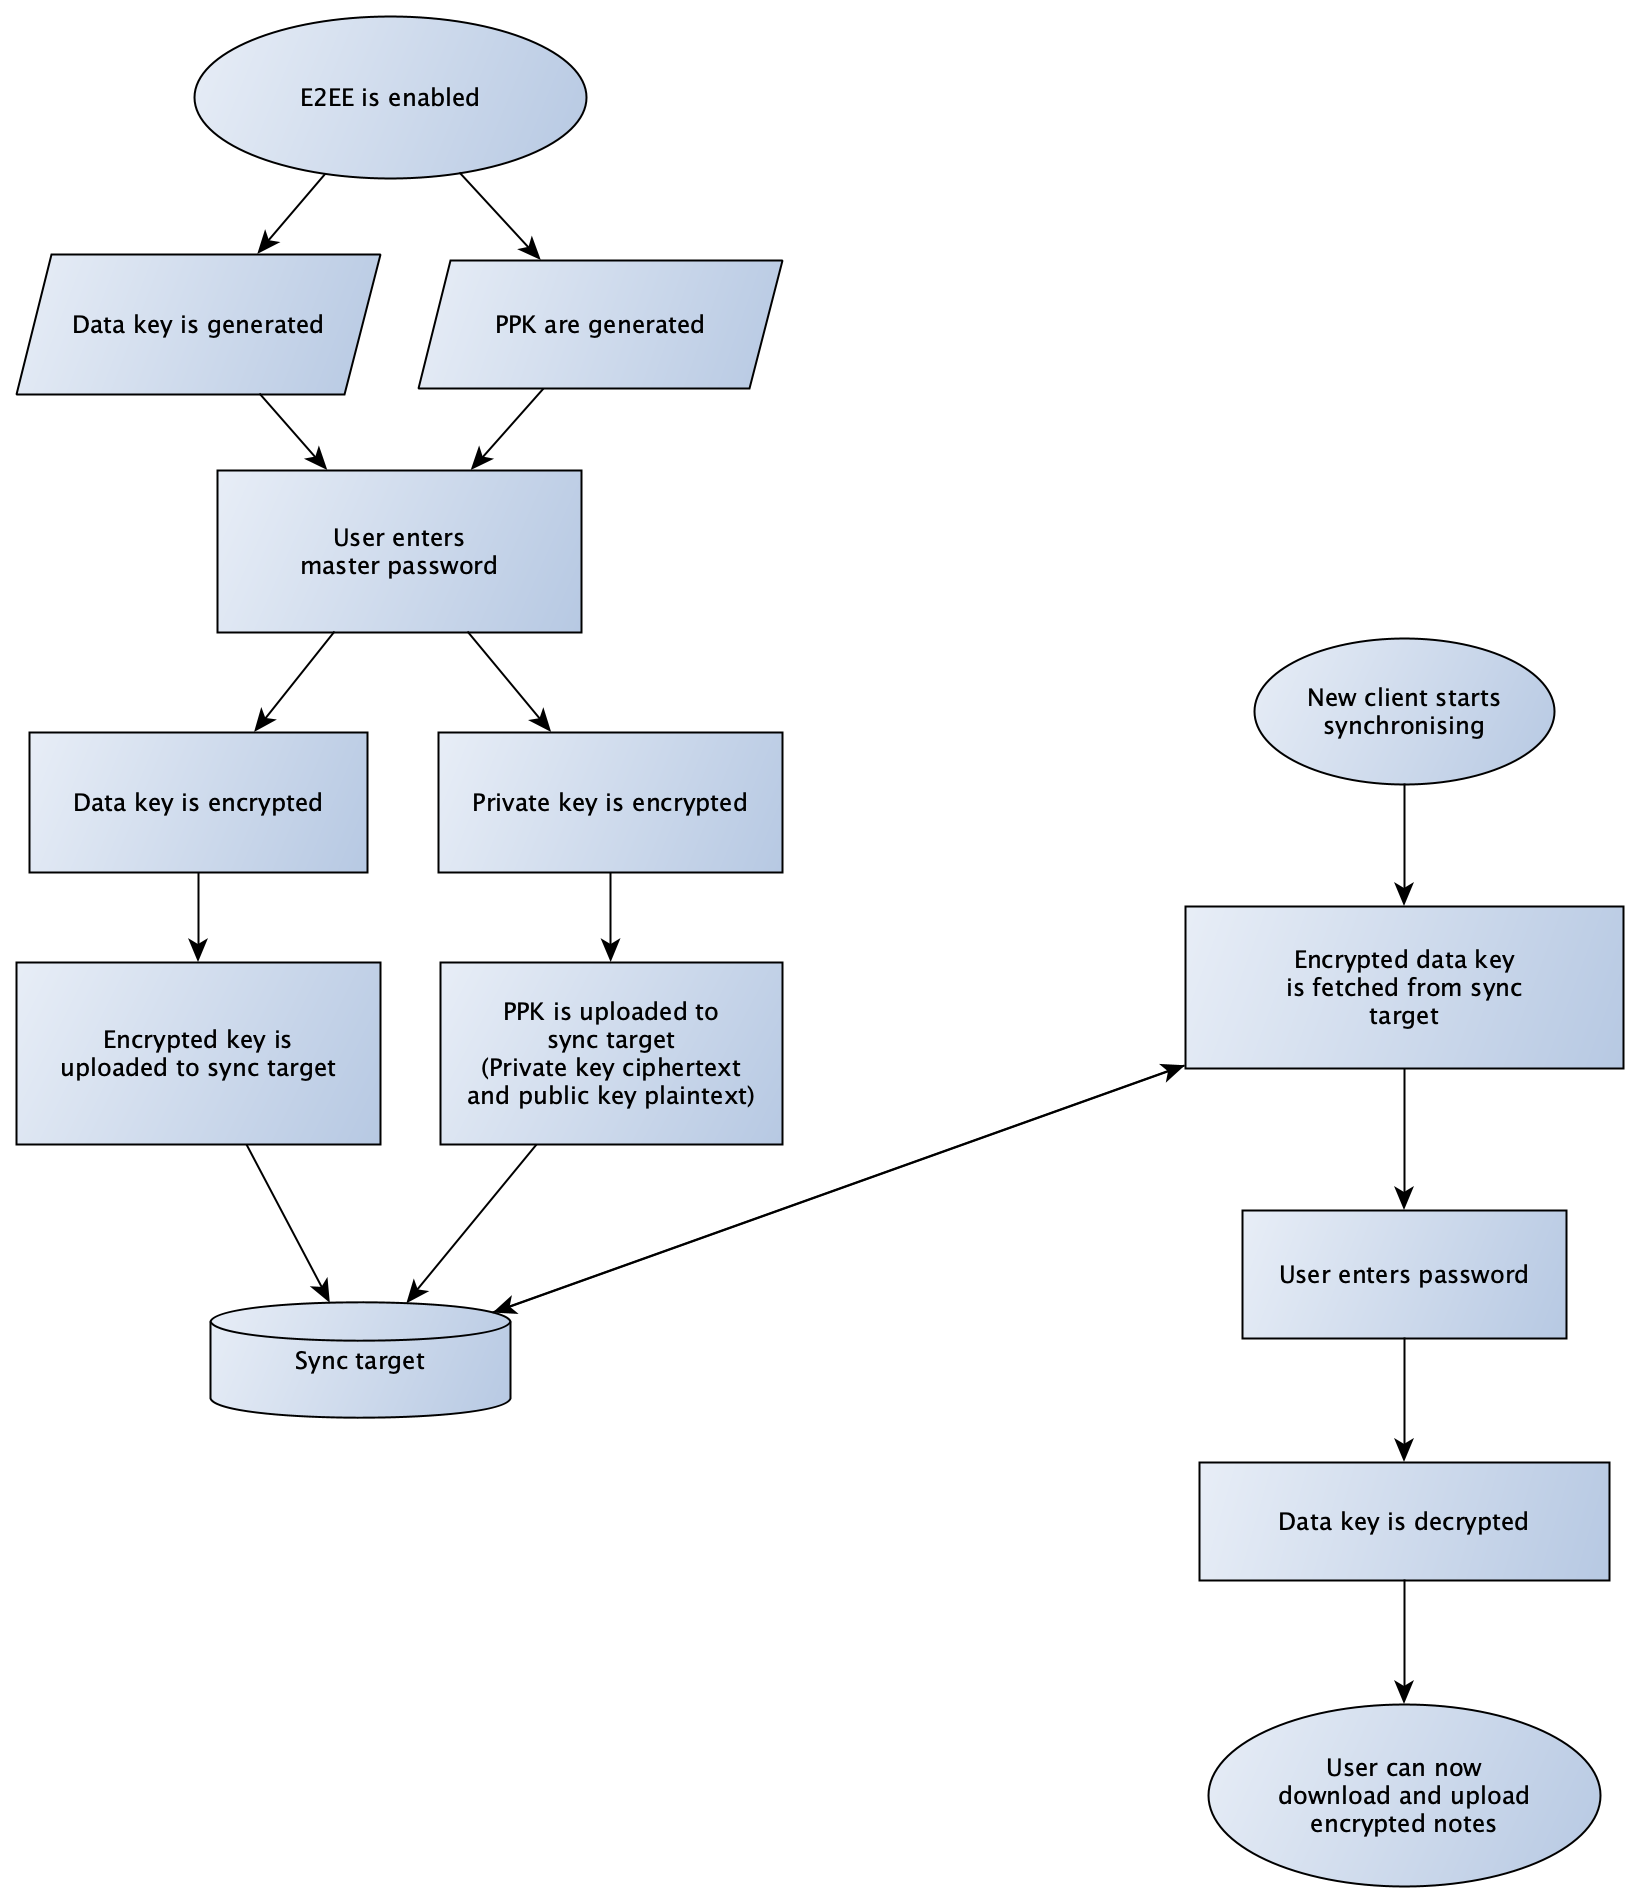 E2EE is enabled
Data key is generated
PPK are generated
User enters
master password
Data key is encrypted
Private key is encrypted
Encrypted key is
uploaded to sync target
PPK is uploaded to
sync target
(Private key ciphertext
and public key plaintext)
Sync target
New client starts
synchronising
Encrypted data key
is fetched from sync
target
User enters password
Data key is decrypted
User can now
download and upload
encrypted notes